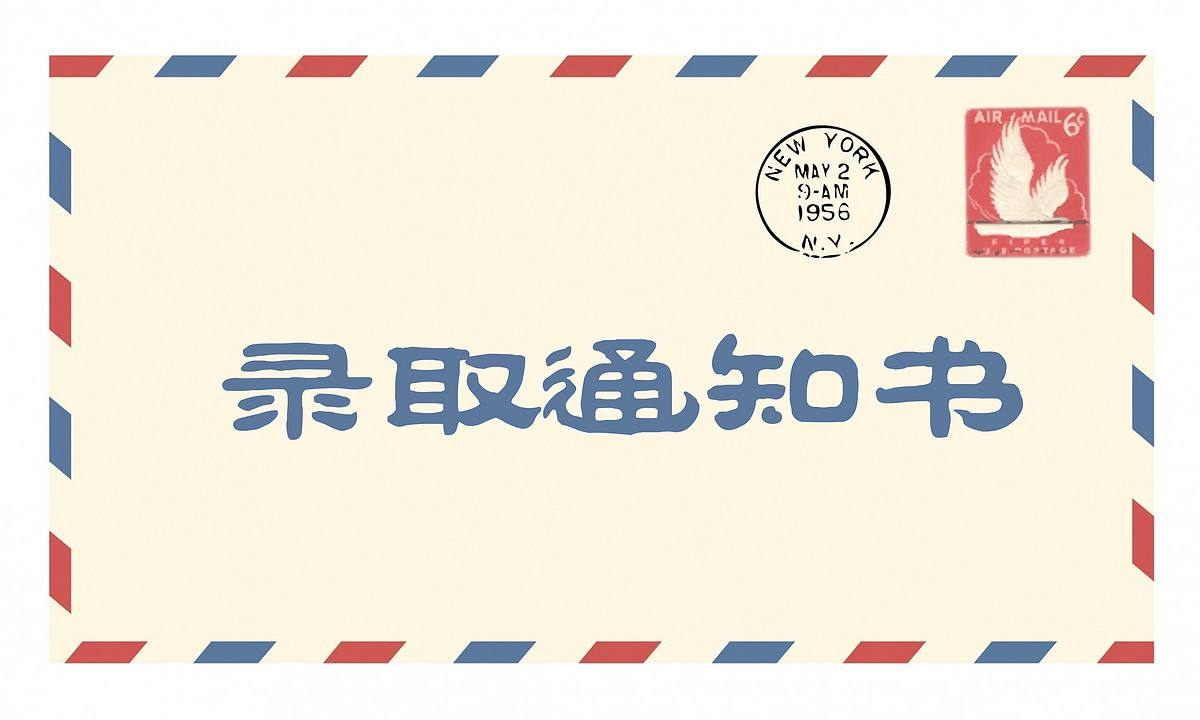 AIR MAIL 6¢
NEW YORK
MAY 2
9-AM
1956
N.Y.
录取通知书